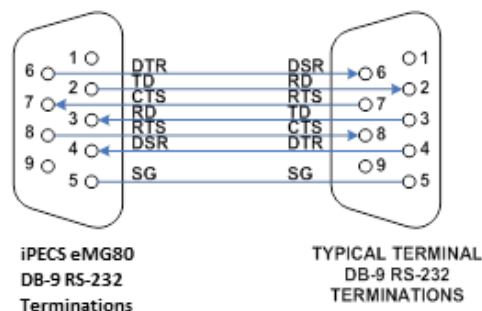 1 1
6 DTR DSR 6
2 TD RD 2
7 CTS RTS 7
3 RD TD 3
8 RTS CTS 8
4 DSR DTR 4
9 9
5 SG SG 5
iPECS eMG80
DB-9 RS-232
Terminations
TYPICAL TERMINAL
DB-9 RS-232
TERMINATIONS